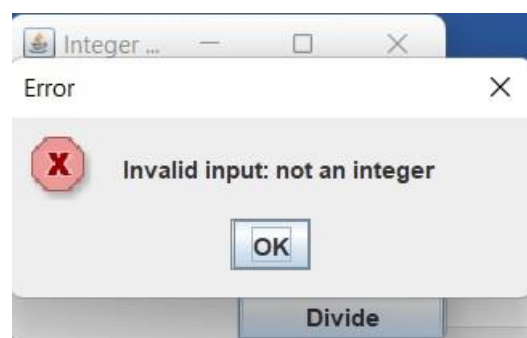 Integer ...
Error
Invalid input: not an integer
OK
Divide